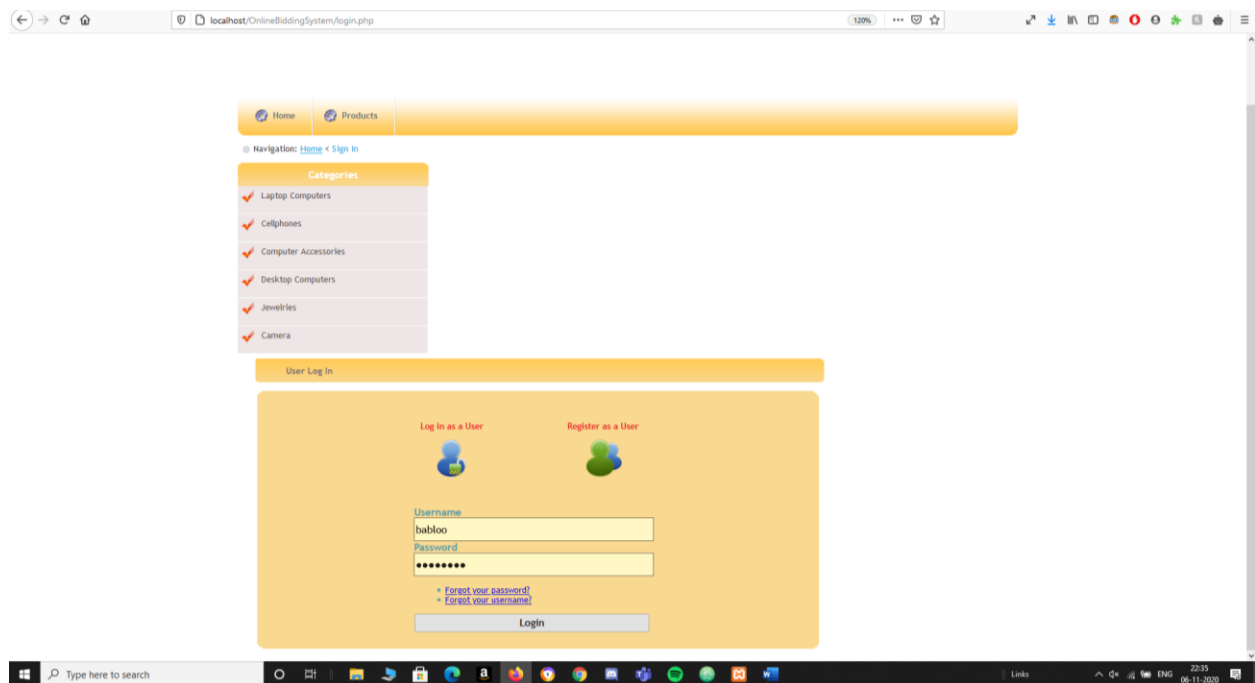 localhost/OnlineBiddingSystem/login.php
120%
Home
Products
Navigation: Home < Sign In
Categories
Laptop Computers
Cellphones
Computer Accessories
Desktop Computers
Jewelries
Camera
User Log In
Log in as a User
Register as a User
Username
babloo
Password
••••••••
Forgot your password?
Forgot your username?
Login
Type here to search
Links
ENG
22:35
06-11-2020